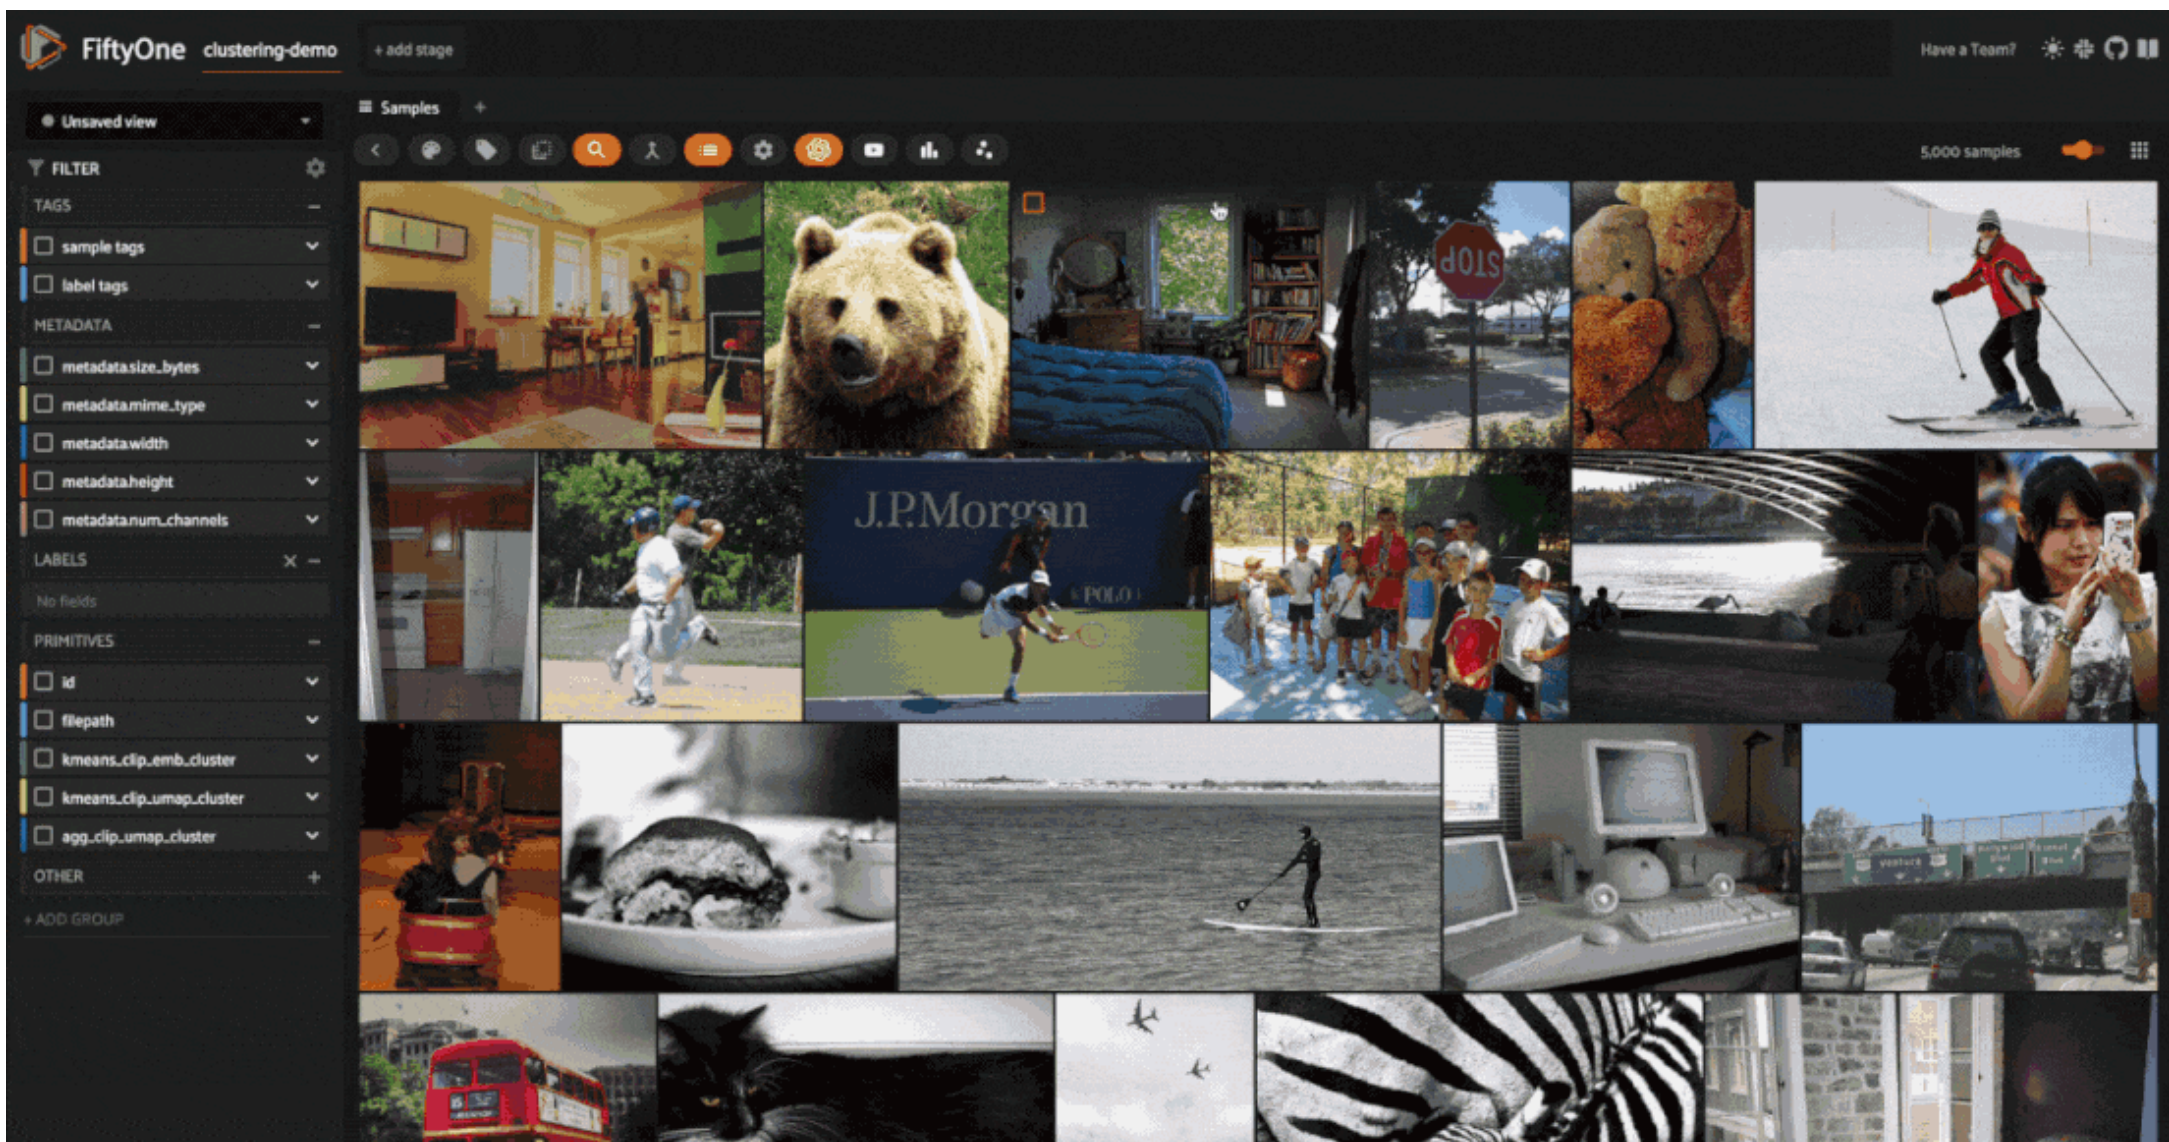 FiftyOne clustering-demo + add stage Have a Team?
Unsaved view
Samples +
5,000 samples
FILTER
TAGS
sample tags
label tags
METADATA
metadata.size_bytes
metadata.mime_type
metadata.width
metadata.height
metadata.num_channels
LABELS
No fields
PRIMITIVES
id
filepath
kmeans_clip_emb_cluster
kmeans_clip_umap_cluster
agg_clip_umap_cluster
OTHER
+ ADD GROUP
STOP
J.P.Morgan
POLO
Ventura